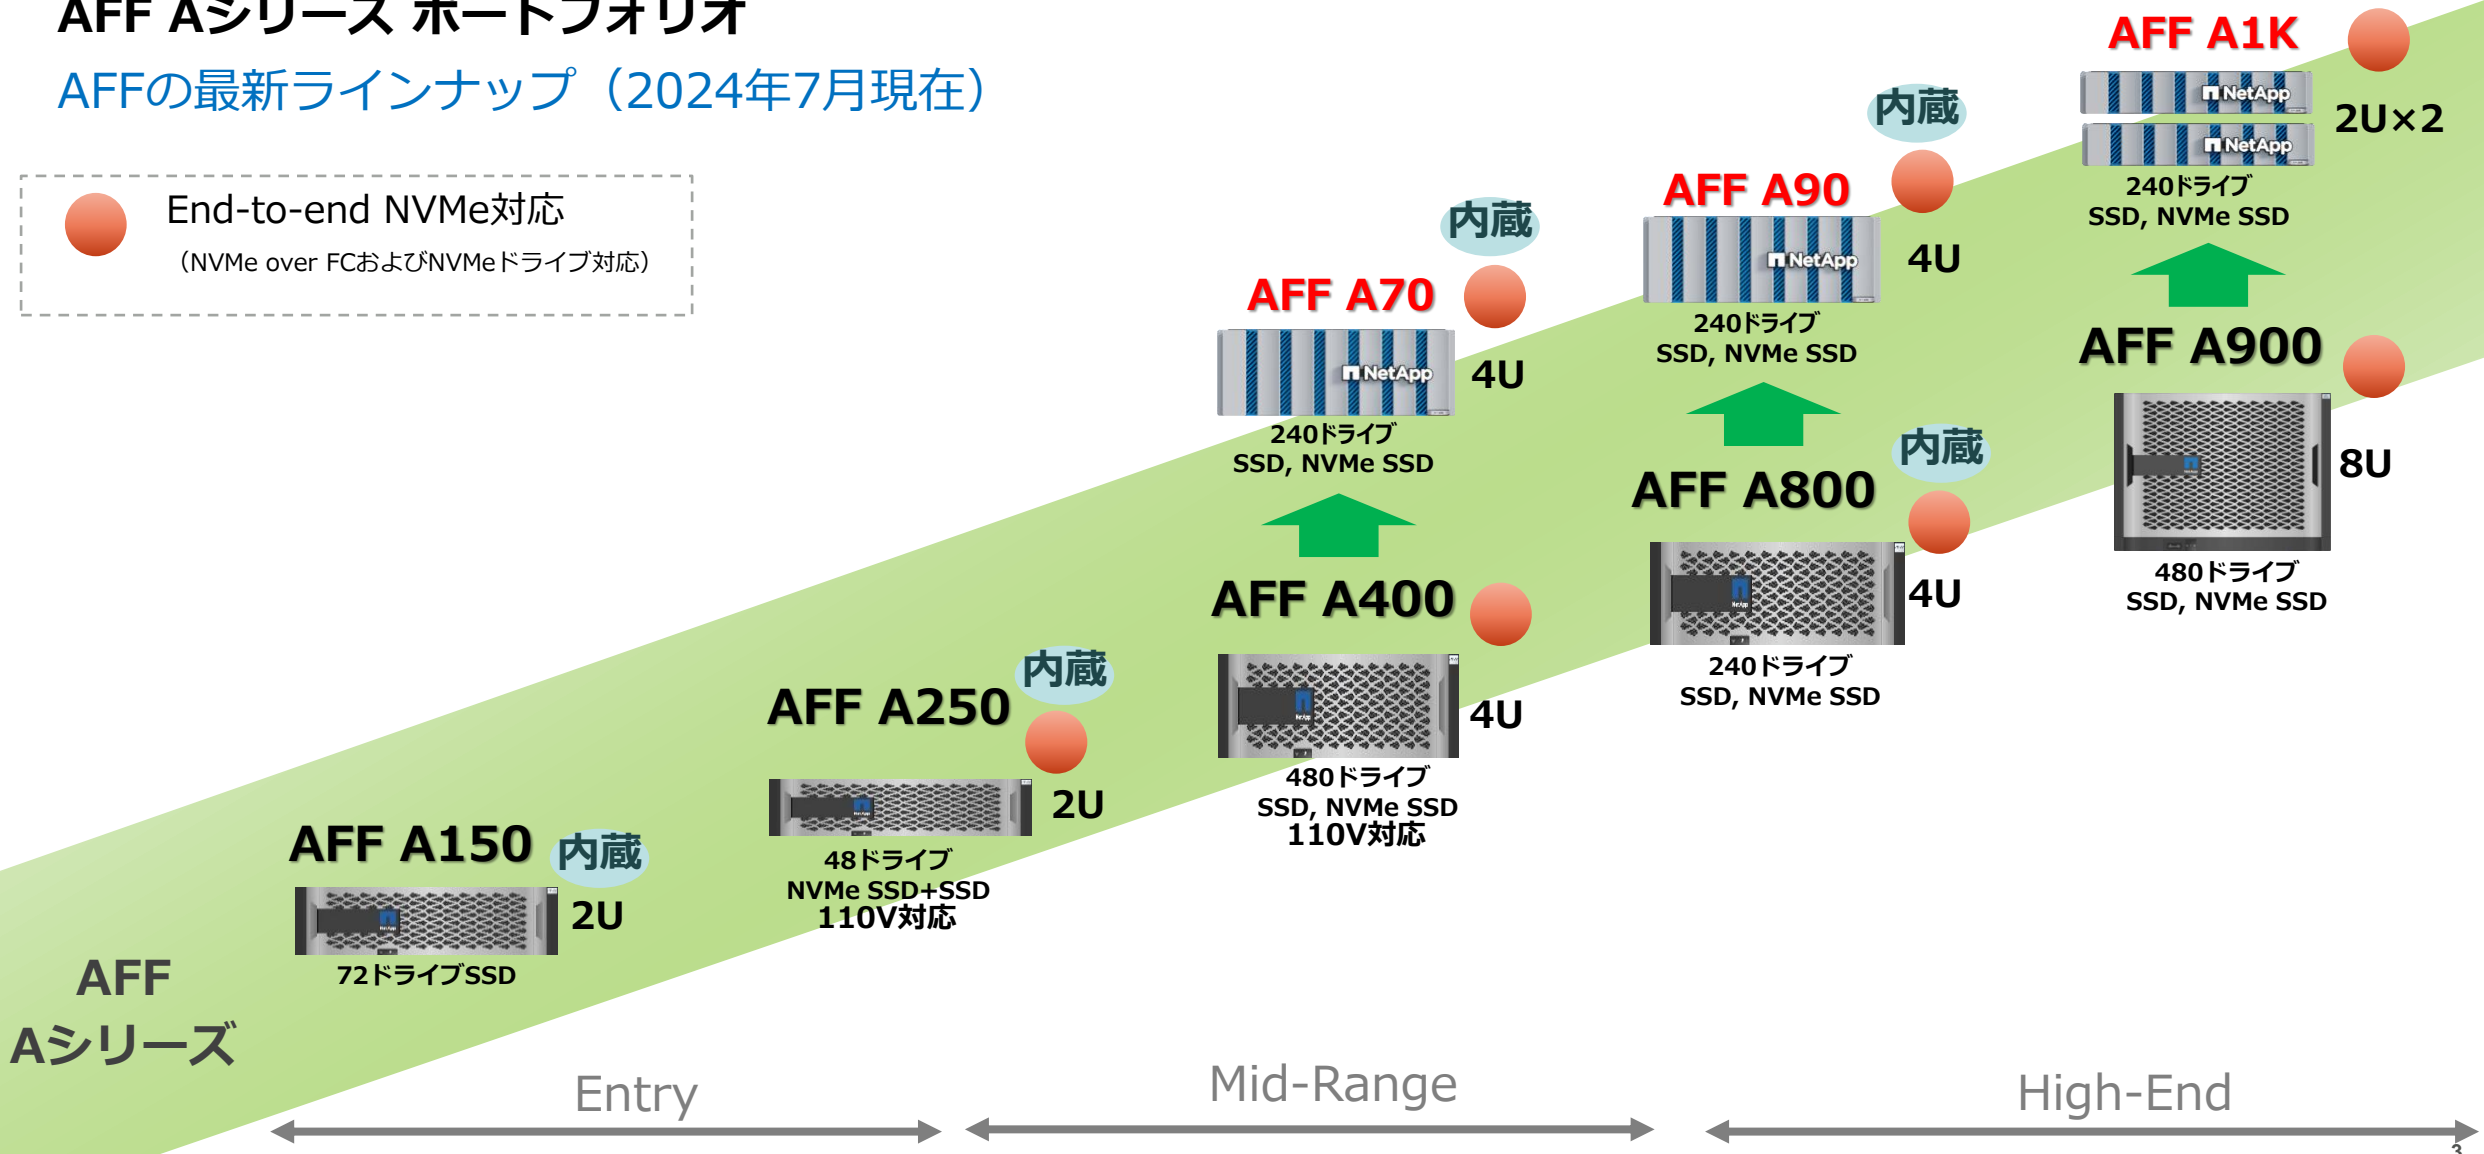 AFF Aシリーズ ポートフォリオ
AFFの最新ラインナップ（2024年7月現在）
End-to-end NVMe対応
（NVMe over FCおよびNVMeドライブ対応）
AFF A1K
NetApp
NetApp
2U×2
240ドライブ
SSD, NVMe SSD
内蔵
AFF A90
NetApp
4U
240ドライブ
SSD, NVMe SSD
内蔵
AFF A70
NetApp
4U
240ドライブ
SSD, NVMe SSD
AFF A900
8U
480ドライブ
SSD, NVMe SSD
内蔵
AFF A800
NetApp
4U
240ドライブ
SSD, NVMe SSD
AFF A400
NetApp
4U
480ドライブ
SSD, NVMe SSD
110V対応
内蔵
AFF A250
NetApp
2U
48ドライブ
NVMe SSD+SSD
110V対応
AFF A150
内蔵
NetApp
2U
72ドライブSSD
AFF
Aシリーズ
Entry
Mid-Range
High-End
3